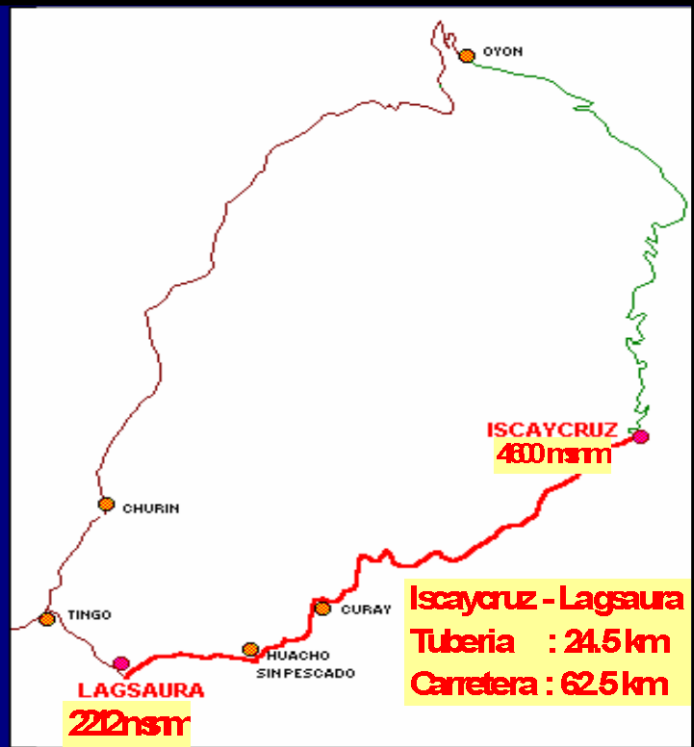 OYON
ISCAYCRUZ
4600 msnm
CHURIN
TINGO
CURAY
HUACHO
SIN PESCADO
LAGSAURA
2212 msnm
Iscaycruz - Lagsaura
Tuberia : 24.5 km
Carretera : 62.5 km